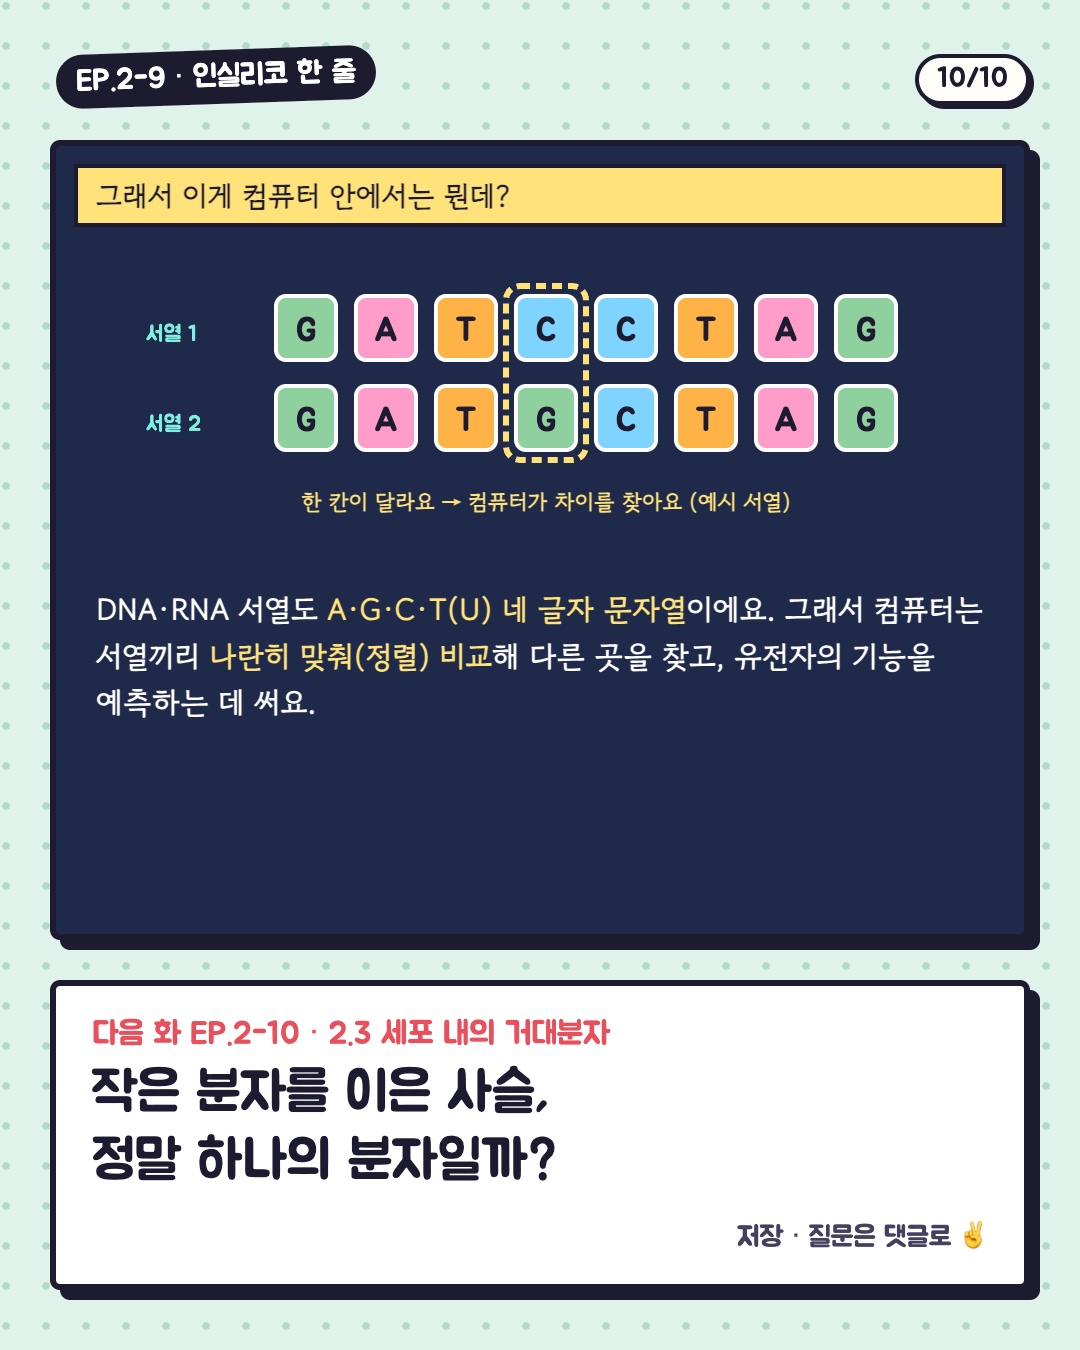 EP.2-9 · 인실리코 한 줄
10/10
그래서 이게 컴퓨터 안에서는 뭔데?
서열 1 G A T C C T A G
서열 2 G A T G C T A G
한 칸이 달라요 → 컴퓨터가 차이를 찾아요 (예시 서열)
DNA·RNA 서열도 A·G·C·T(U) 네 글자 문자열이에요. 그래서 컴퓨터는
서열끼리 나란히 맞춰(정렬) 비교해 다른 곳을 찾고, 유전자의 기능을
예측하는 데 써요.
다음 화 EP.2-10 · 2.3 세포 내의 거대분자
작은 분자를 이은 사슬,
정말 하나의 분자일까?
저장 · 질문은 댓글로 ✌️